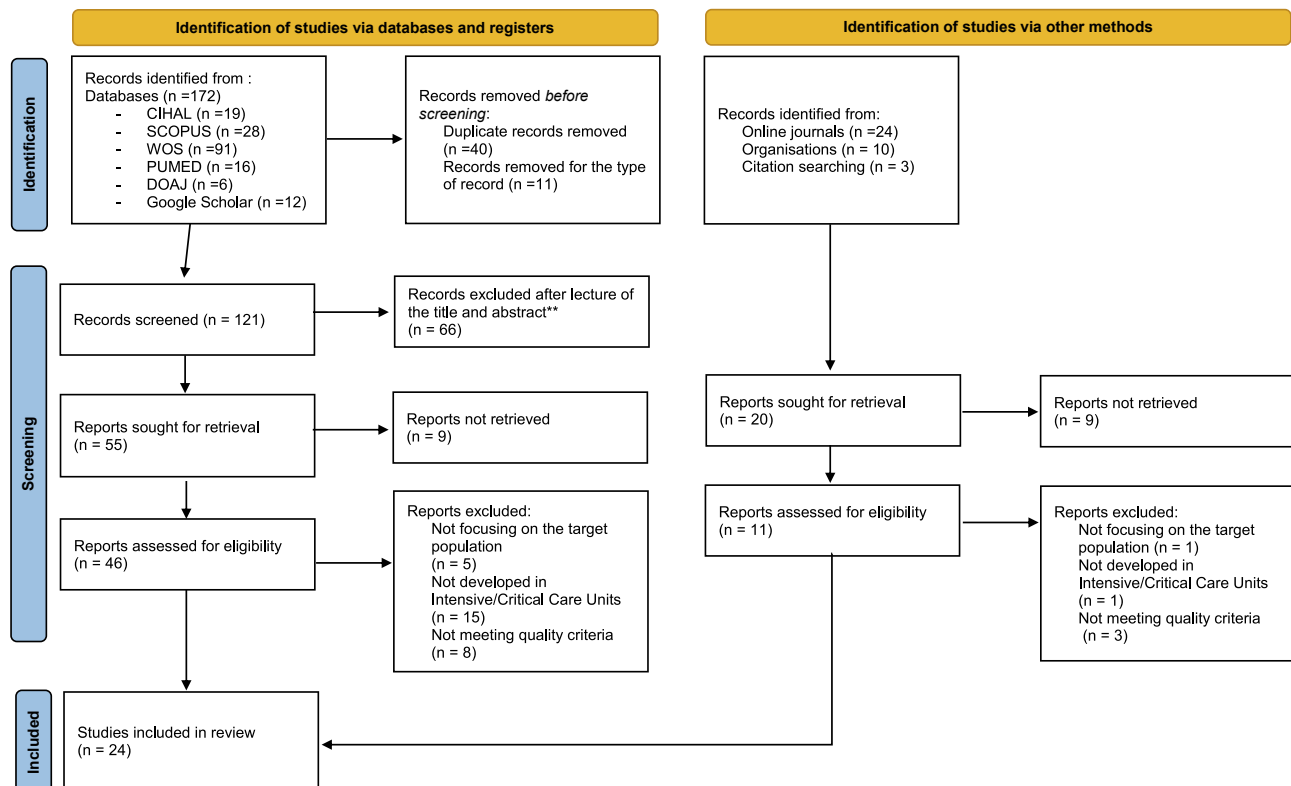 Identification of studies via databases and registers
Identification of studies via other methods
Identification
Records identified from :
Databases (n =172)
- CIHAL (n =19)
- SCOPUS (n =28)
- WOS (n =91)
- PUMED (n =16)
- DOAJ (n =6)
- Google Scholar (n =12)
Records removed before
screening:
Duplicate records removed
(n =40)
Records removed for the type
of record (n =11)
Records identified from:
Online journals (n =24)
Organisations (n = 10)
Citation searching (n = 3)
Screening
Records screened (n = 121)
Records excluded after lecture of
the title and abstract**
(n = 66)
Reports sought for retrieval
(n = 55)
Reports not retrieved
(n = 9)
Reports sought for retrieval
(n = 20)
Reports not retrieved
(n = 9)
Reports assessed for eligibility
(n = 46)
Reports excluded:
Not focusing on the target
population
(n = 5)
Not developed in
Intensive/Critical Care Units
(n = 15)
Not meeting quality criteria
(n = 8)
Reports assessed for eligibility
(n = 11)
Reports excluded:
Not focusing on the target
population (n = 1)
Not developed in
Intensive/Critical Care Units
(n = 1)
Not meeting quality criteria
(n = 3)
Included
Studies included in review
(n = 24)